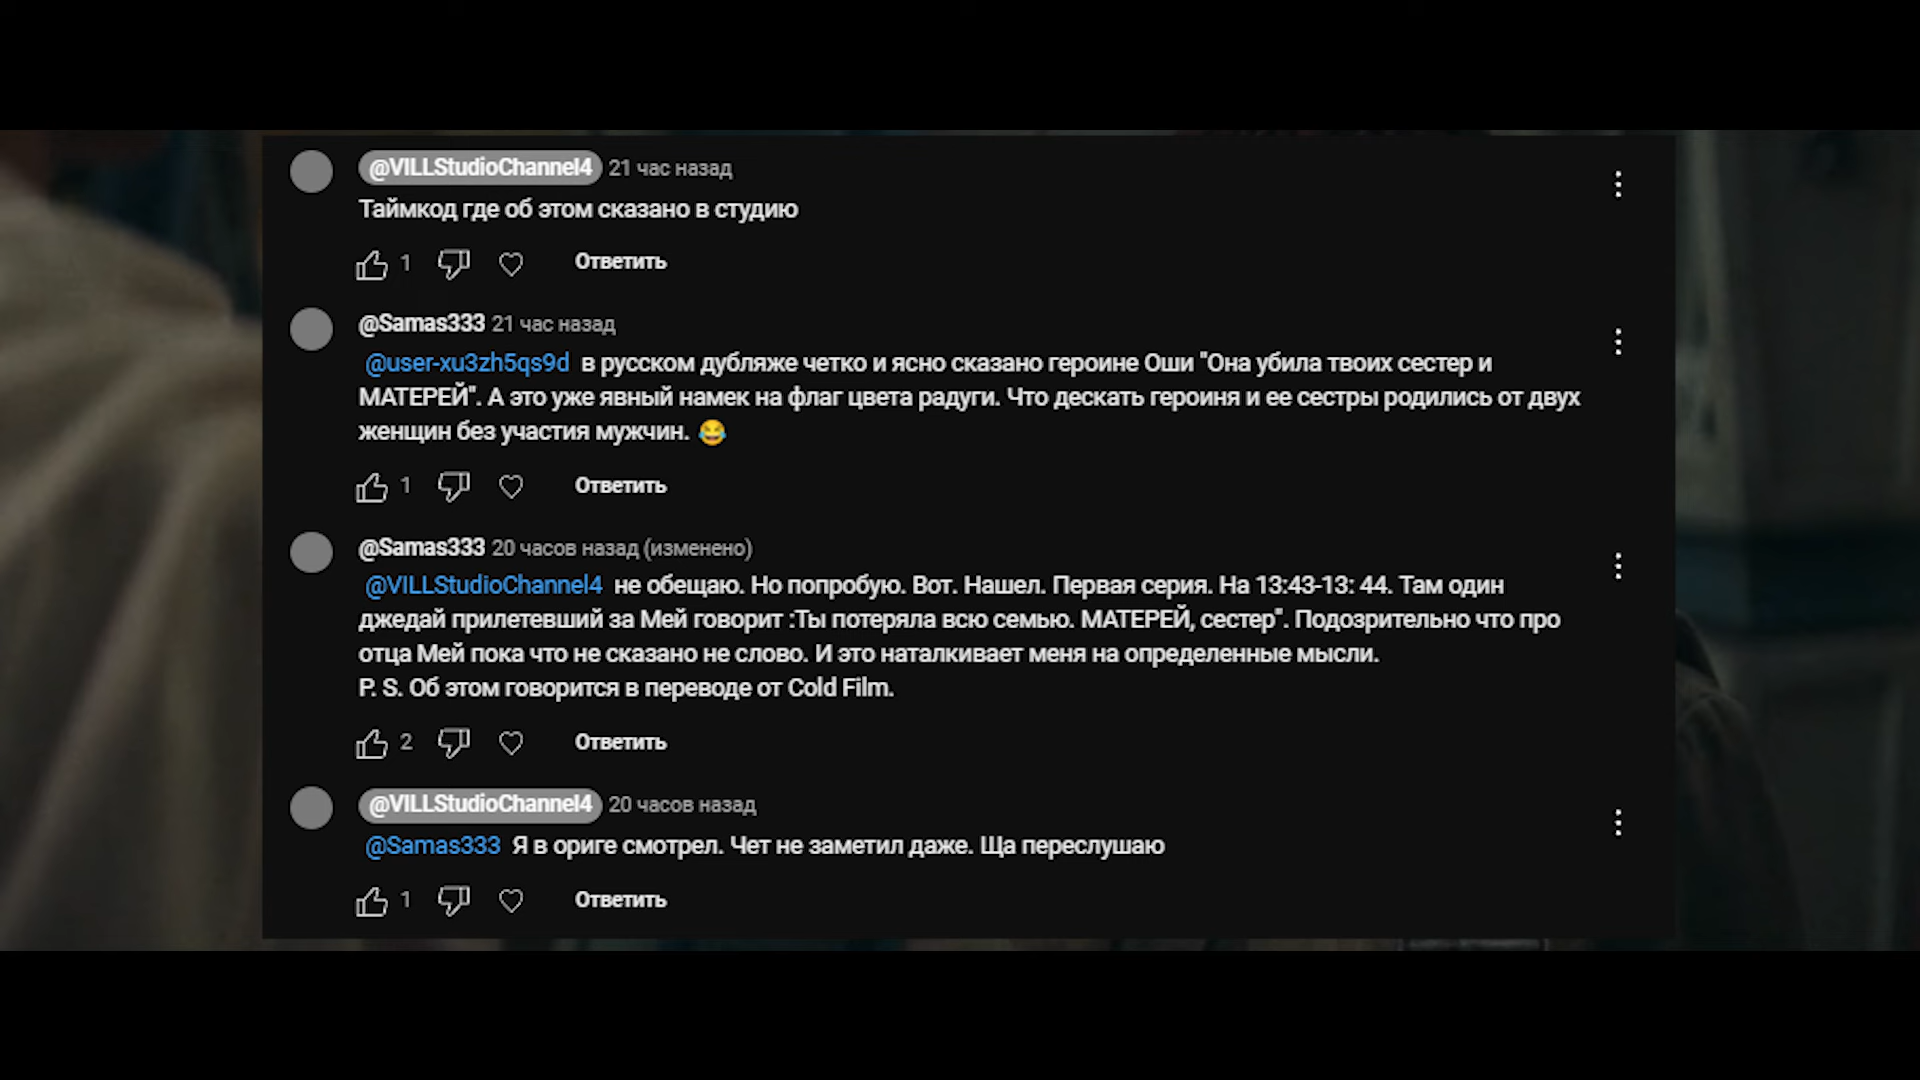 @VILLStudioChannel4 21 час назад
Таймкод где об этом сказано в студию
1 Ответить
@Samas333 21 час назад
@user-xu3zh5qs9d в русском дубляже четко и ясно сказано героине Оши "Она убила твоих сестер и
МАТЕРЕЙ". А это уже явный намек на флаг цвета радуги. Что дескать героиня и ее сестры родились от двух
женщин без участия мужчин. 😂
1 Ответить
@Samas333 20 часов назад (изменено)
@VILLStudioChannel4 не обещаю. Но попробую. Вот. Нашел. Первая серия. На 13:43-13: 44. Там один
джедай прилетевший за Мей говорит :Ты потеряла всю семью. МАТЕРЕЙ, сестер". Подозрительно что про
отца Мей пока что не сказано не слово. И это наталкивает меня на определенные мысли.
P. S. Об этом говорится в переводе от Cold Film.
2 Ответить
@VILLStudioChannel4 20 часов назад
@Samas333 Я в ориге смотрел. Чет не заметил даже. Ща переслушаю
1 Ответить